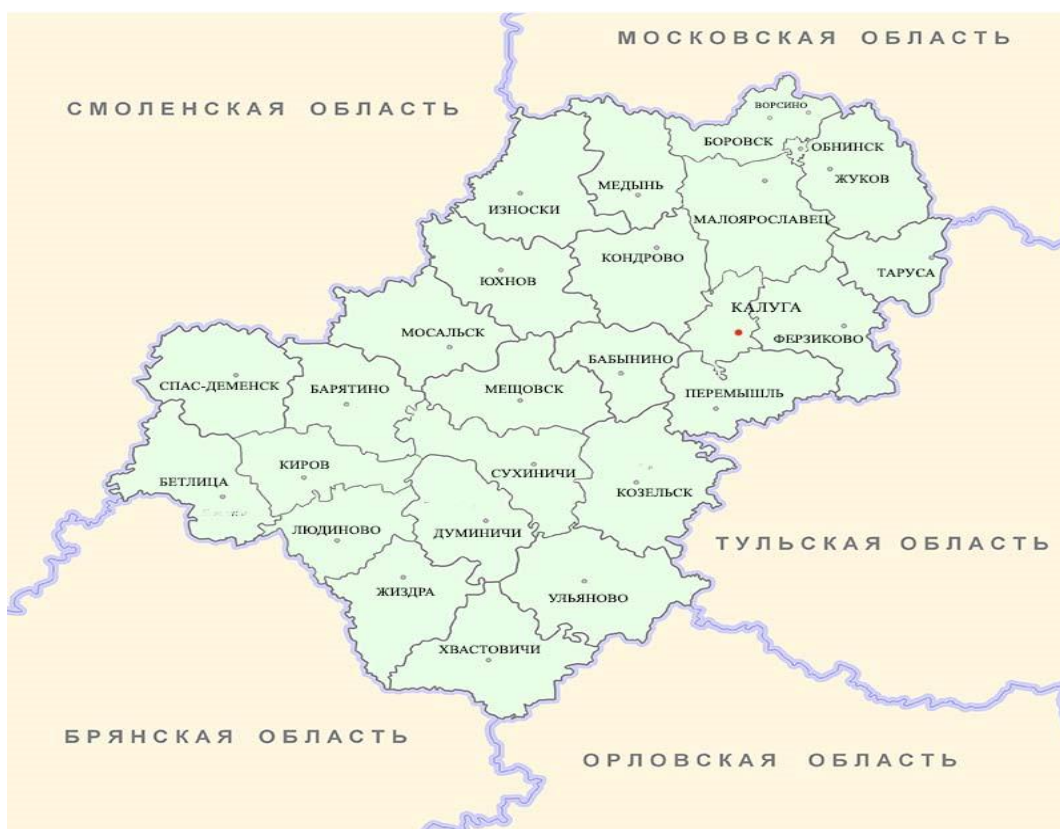 МОСКОВСКАЯ ОБЛАСТЬ
СМОЛЕНСКАЯ ОБЛАСТЬ
ВОРСИНО
БОРОВСК
ОБНИНСК
ЖУКОВ
МЕДЫНЬ
ИЗНОСКИ
МАЛОЯРОСЛАВЕЦ
КОНДРОВО
ТАРУСА
ЮХНОВ
КАЛУГА
МОСАЛЬСК
ФЕРЗИКОВО
БАБЫНИНО
СПАС-ДЕМЕНСК
БАРЯТИНО
МЕЩОВСК
ПЕРЕМЫШЛЬ
КИРОВ
СУХИНИЧИ
БЕТЛИЦА
КОЗЕЛЬСК
ЛЮДИНОВО
ДУМИНИЧИ
ТУЛЬСКАЯ ОБЛАСТЬ
ЖИЗДРА
УЛЬЯНОВО
ХВАСТОВИЧИ
БРЯНСКАЯ ОБЛАСТЬ
ОРЛОВСКАЯ ОБЛАСТЬ